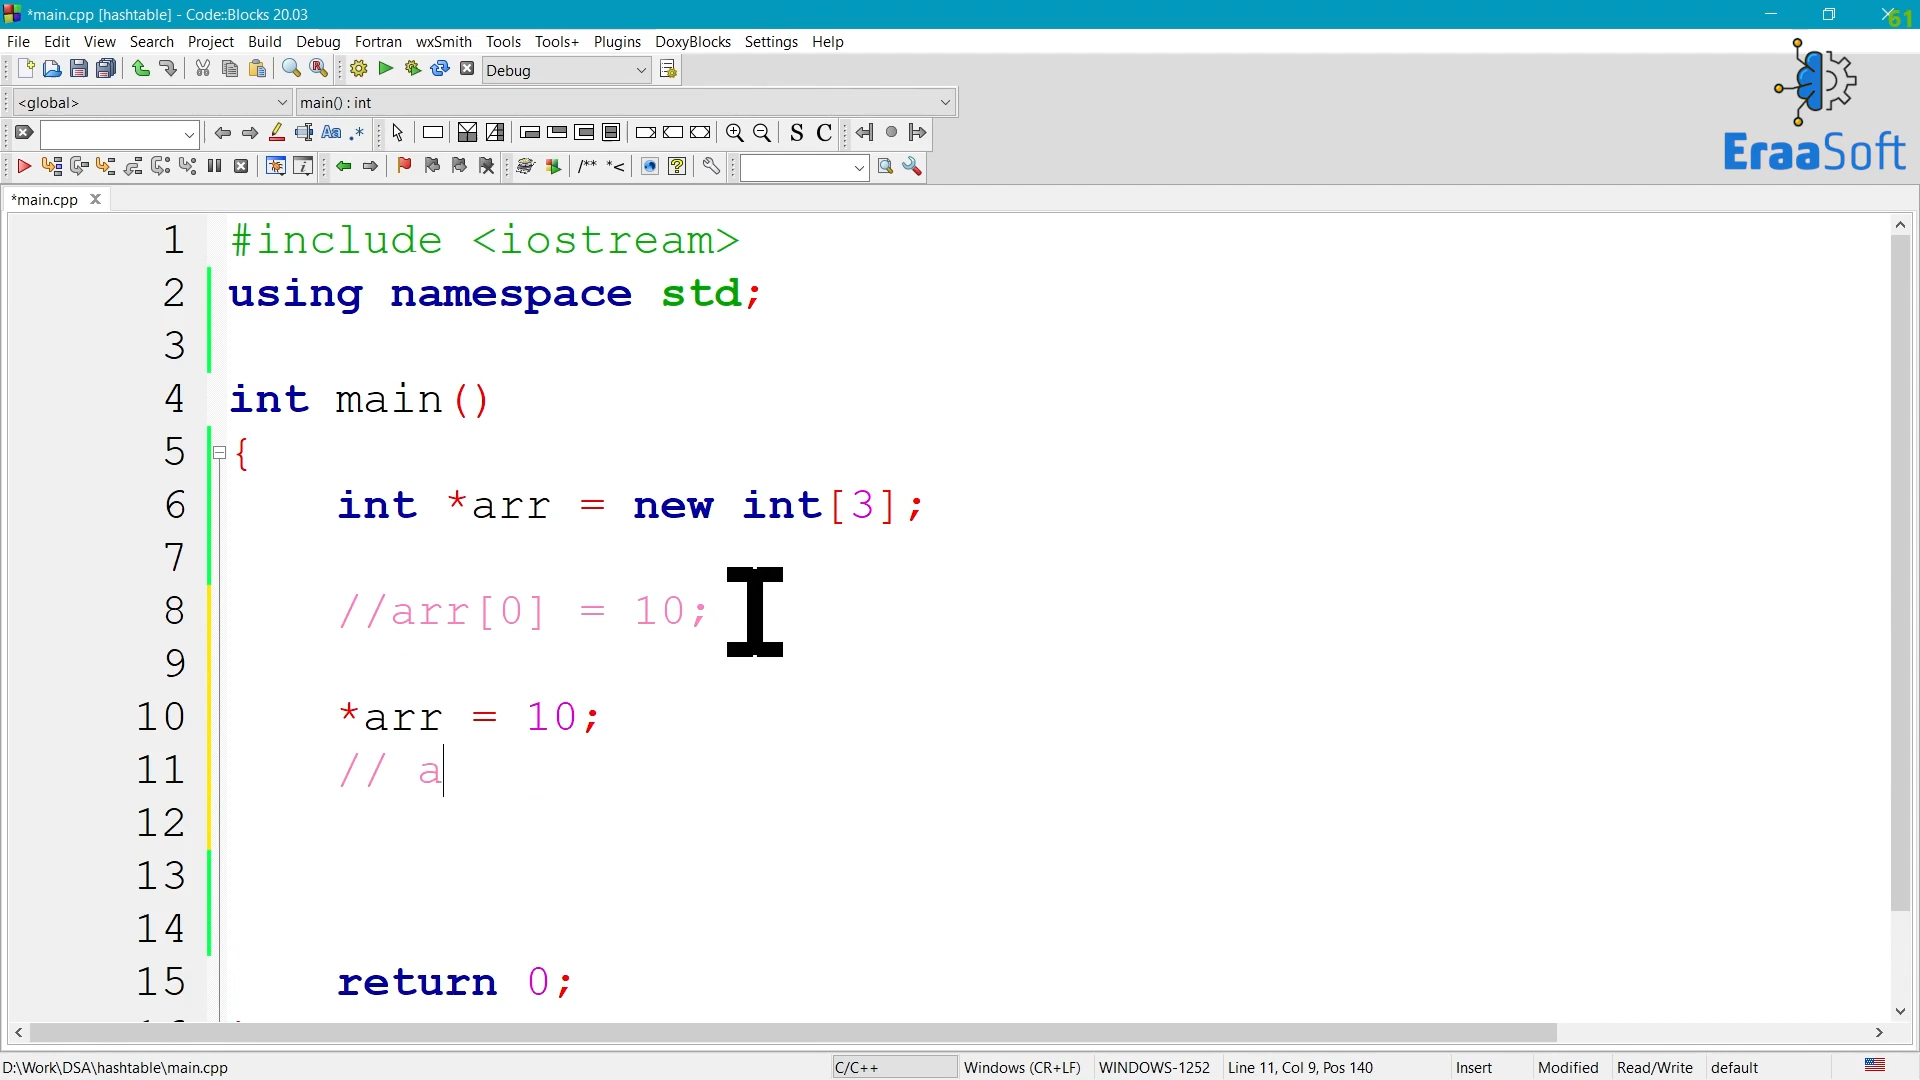 *main.cpp [hashtable] - Code::Blocks 20.03
61
File Edit View Search Project Build Debug Fortran wxSmith Tools Tools+ Plugins DoxyBlocks Settings Help
Debug
<global> main() : int
Aa .* S C
/** *<
EraaSoft
*main.cpp X
1 #include <iostream>
2 using namespace std;
3
4 int main()
5 {
6 int *arr = new int[3];
7
8 //arr[0] = 10;
9
10 *arr = 10;
11 // a
12
13
14
15 return 0;
D:\Work\DSA\hashtable\main.cpp C/C++ Windows (CR+LF) WINDOWS-1252 Line 11, Col 9, Pos 140 Insert Modified Read/Write default